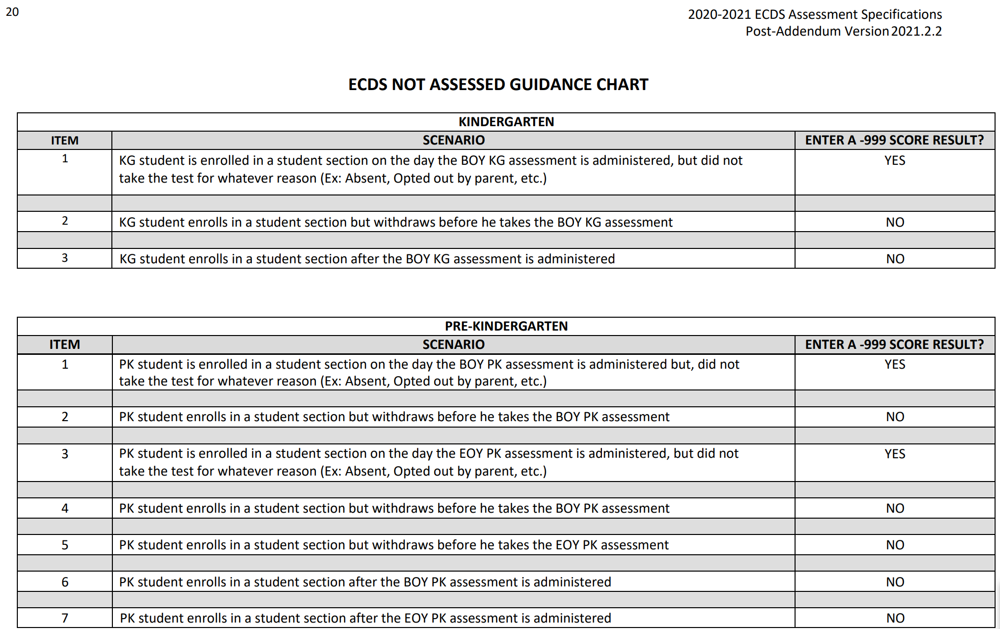 20
2020-2021 ECDS Assessment Specifications
Post-Addendum Version 2021.2.2
ECDS NOT ASSESSED GUIDANCE CHART
KINDERGARTEN
ITEM SCENARIO ENTER A -999 SCORE RESULT?
1 KG student is enrolled in a student section on the day the BOY KG assessment is administered, but did not YES
take the test for whatever reason (Ex: Absent, Opted out by parent, etc.)
2 KG student enrolls in a student section but withdraws before he takes the BOY KG assessment NO
3 KG student enrolls in a student section after the BOY KG assessment is administered NO
PRE-KINDERGARTEN
ITEM SCENARIO ENTER A -999 SCORE RESULT?
1 PK student is enrolled in a student section on the day the BOY PK assessment is administered but, did not YES
take the test for whatever reason (Ex: Absent, Opted out by parent, etc.)
2 PK student enrolls in a student section but withdraws before he takes the BOY PK assessment NO
3 PK student is enrolled in a student section on the day the EOY PK assessment is administered, but did not YES
take the test for whatever reason (Ex: Absent, Opted out by parent, etc.)
4 PK student enrolls in a student section but withdraws before he takes the BOY PK assessment NO
5 PK student enrolls in a student section but withdraws before he takes the EOY PK assessment NO
6 PK student enrolls in a student section after the BOY PK assessment is administered NO
7 PK student enrolls in a student section after the EOY PK assessment is administered NO